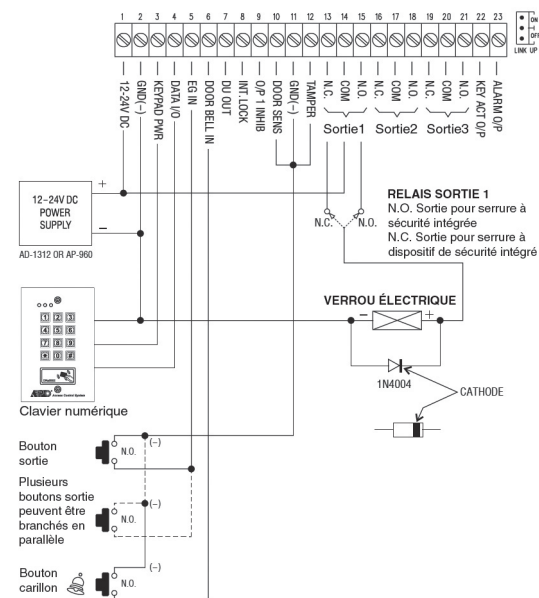 1 2 3 4 5 6 7 8 9 10 11 12 13 14 15 16 17 18 19 20 21 22 23
ON
OFF
LINK UP
12-24V DC
GND(-)
KEYPAD PWR
DATA I/O
EG IN
DOOR BELL IN
DU OUT
INT.LOCK
O/P 1 INHIB
DOOR SENS
GND(-)
TAMPER
N.C.
COM
N.O.
N.C.
COM
N.O.
N.C.
COM
N.O.
KEY ACT O/P
ALARM O/P
Sortie1 Sortie2 Sortie3
12-24V DC
POWER
SUPPLY
+
−
AD-1312 OR AP-960
N.C. N.O.
RELAIS SORTIE 1
N.O. Sortie pour serrure à
sécurité intégrée
N.C. Sortie pour serrure à
dispositif de sécurité intégré
VERROU ÉLECTRIQUE
− +
1N4004
CATHODE
1 2 3
4 5 6
7 8 9
* 0 #
Access Control System
Clavier numérique
Bouton
sortie
N.O.
(−)
Plusieurs
boutons sortie
peuvent être
branchés en
parallèle
N.O.
(−)
Bouton
carillon
N.O.
(−)